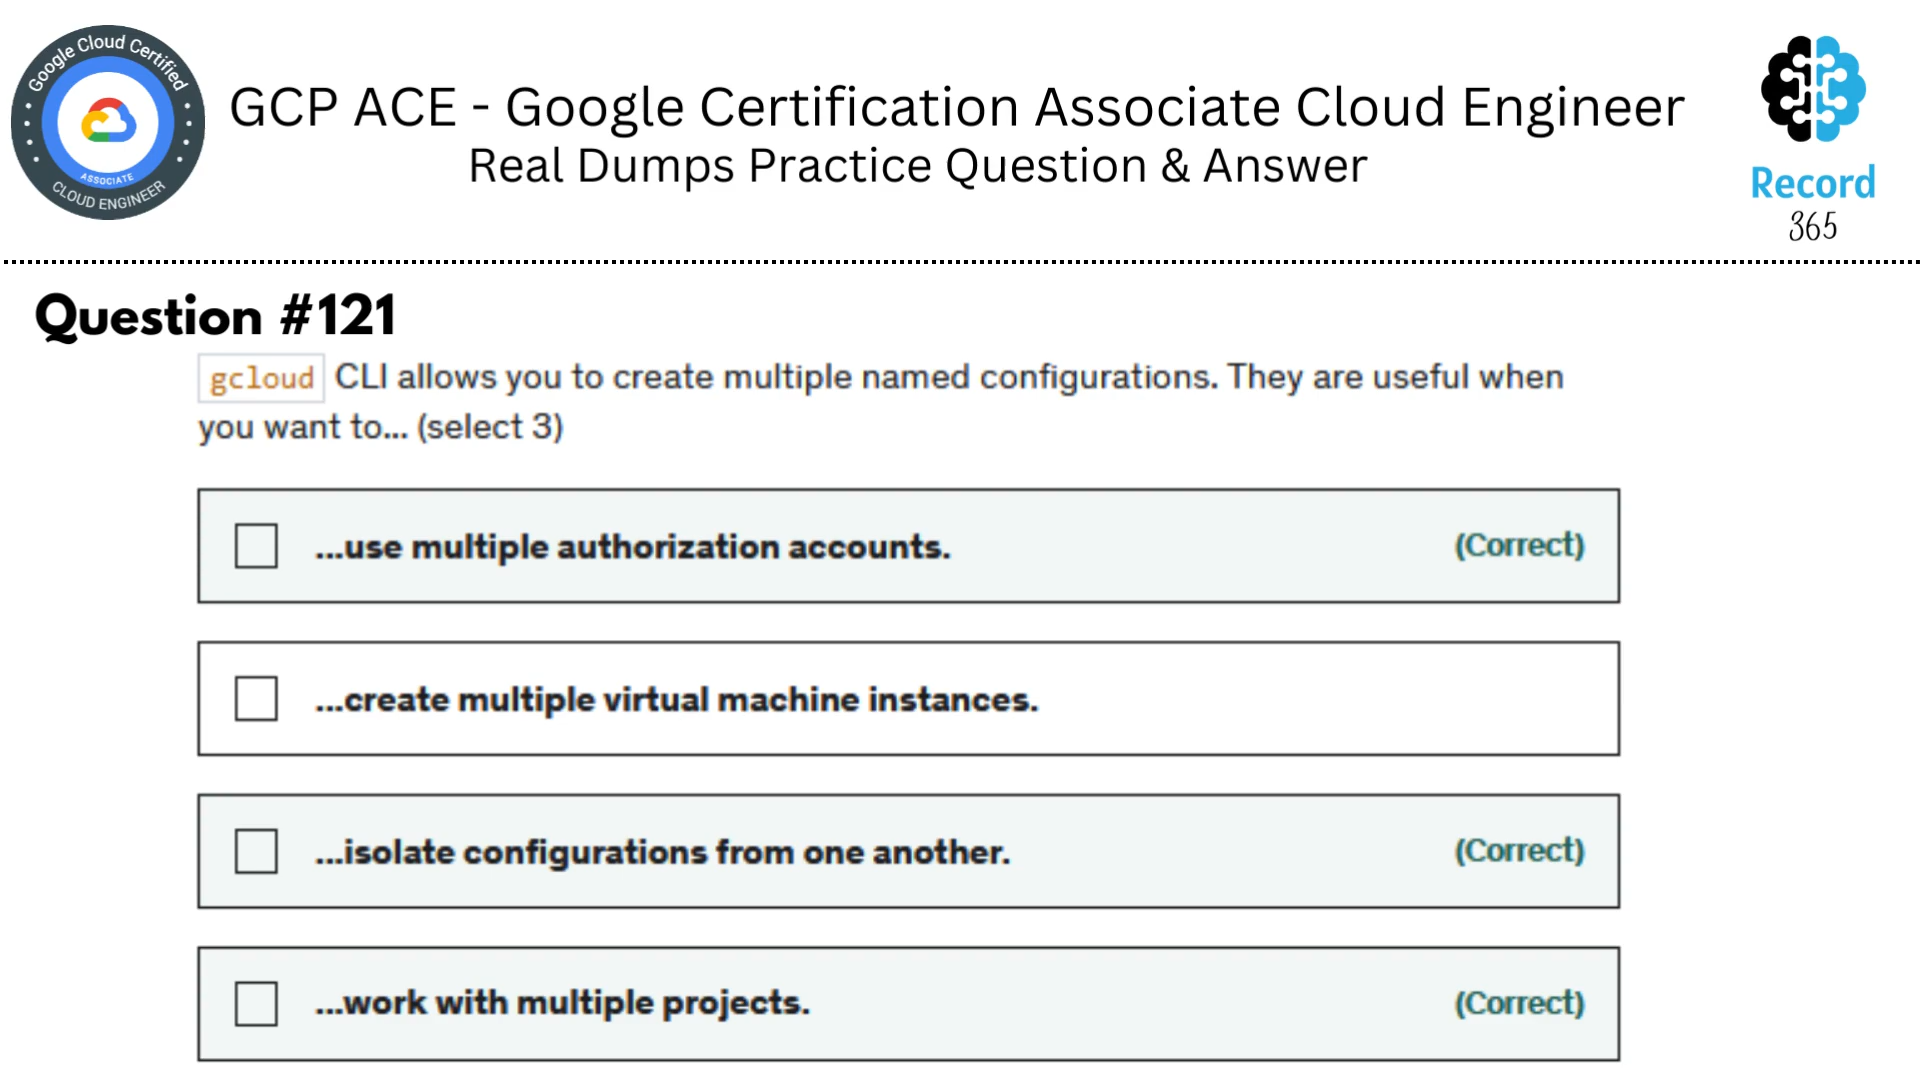 Google Cloud Certified
ASSOCIATE
CLOUD ENGINEER
GCP ACE - Google Certification Associate Cloud Engineer
Real Dumps Practice Question & Answer
Record
365
Question #121
gcloud CLI allows you to create multiple named configurations. They are useful when
you want to... (select 3)
...use multiple authorization accounts. (Correct)
...create multiple virtual machine instances.
...isolate configurations from one another. (Correct)
...work with multiple projects. (Correct)